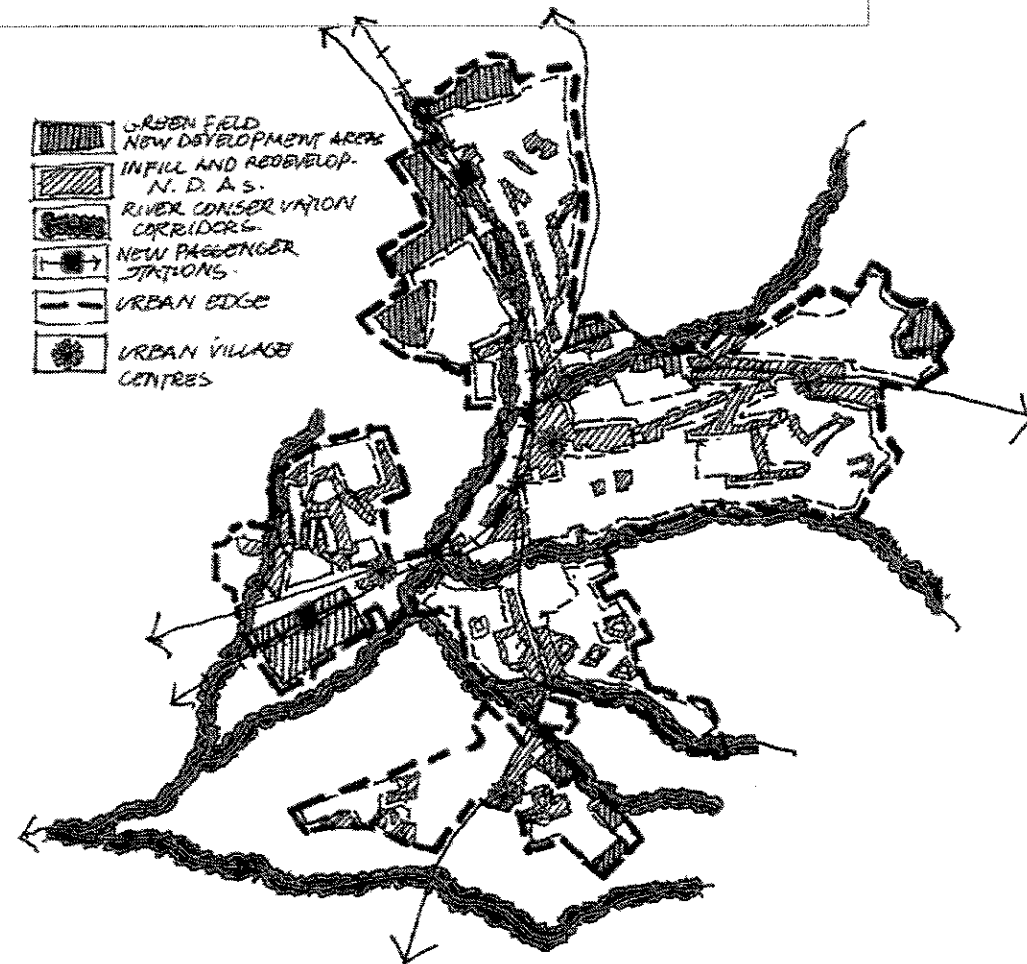 GREEN FIELD
NEW DEVELOPMENT AREAS
INFILL AND REDEVELOP-
N. D. A s.
RIVER CONSERVATION
CORRIDORS.
NEW PASSENGER
STATIONS.
URBAN EDGE
URBAN VILLAGE
CENTRES